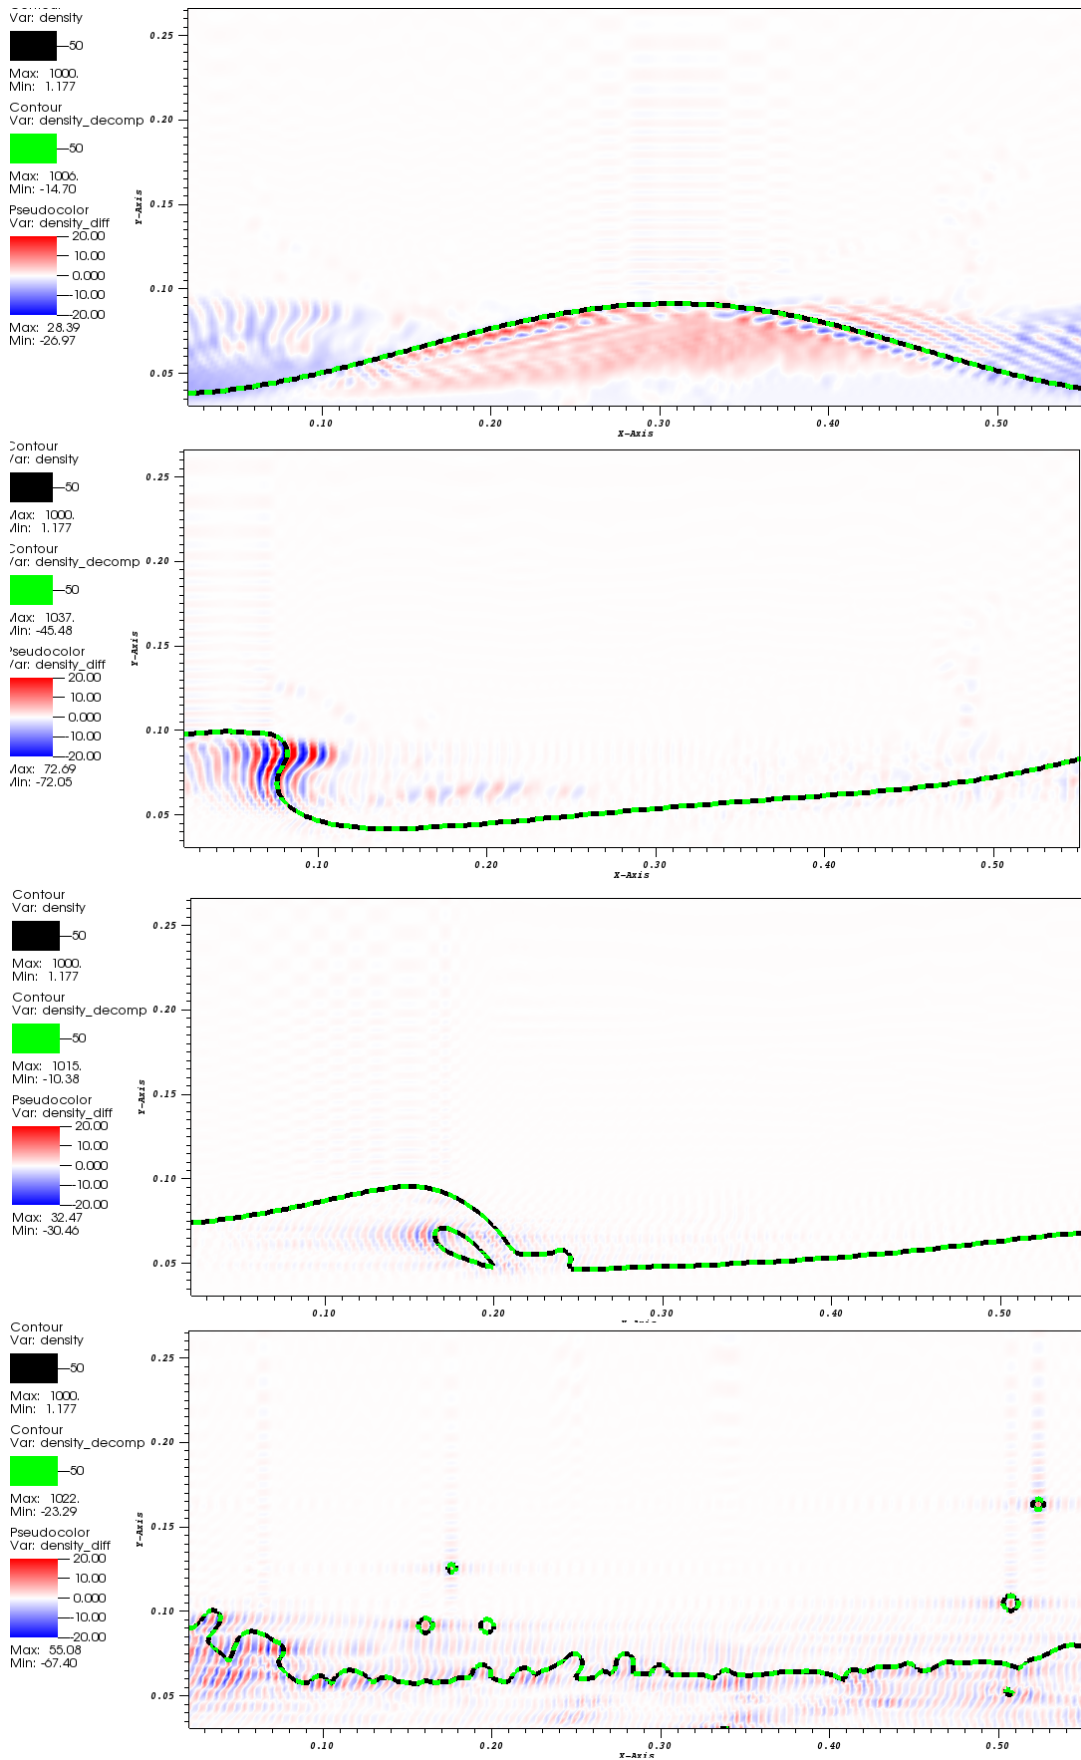 Contour
Var: density
50
Max: 1000.
Min: 1.177
Contour
Var: density_decomp
50
Max: 1006.
Min: -14.70
Pseudocolor
Var: density_diff
20.00
10.00
0.000
-10.00
-20.00
Max: 28.39
Min: -26.97
0.25
0.20
0.15
0.10
0.05
Y-Axis
0.10
0.20
0.30
0.40
0.50
X-Axis
Contour
Var: density
50
Max: 1000.
Min: 1.177
Contour
Var: density_decomp
50
Max: 1037.
Min: -45.48
Pseudocolor
Var: density_diff
20.00
10.00
0.000
-10.00
-20.00
Max: 72.69
Min: -72.05
0.25
0.20
0.15
0.10
0.05
Y-Axis
0.10
0.20
0.30
0.40
0.50
X-Axis
Contour
Var: density
50
Max: 1000.
Min: 1.177
Contour
Var: density_decomp
50
Max: 1015.
Min: -10.38
Pseudocolor
Var: density_diff
20.00
10.00
0.000
-10.00
-20.00
Max: 32.47
Min: -30.46
0.25
0.20
0.15
0.10
0.05
Y-Axis
0.10
0.20
0.30
0.40
0.50
Contour
Var: density
50
Max: 1000.
Min: 1.177
Contour
Var: density_decomp
50
Max: 1022.
Min: -23.29
Pseudocolor
Var: density_diff
20.00
10.00
0.000
-10.00
-20.00
Max: 55.08
Min: -67.40
0.25
0.20
0.15
0.10
0.05
Y-Axis
0.10
0.20
0.30
0.40
0.50
X-Axis